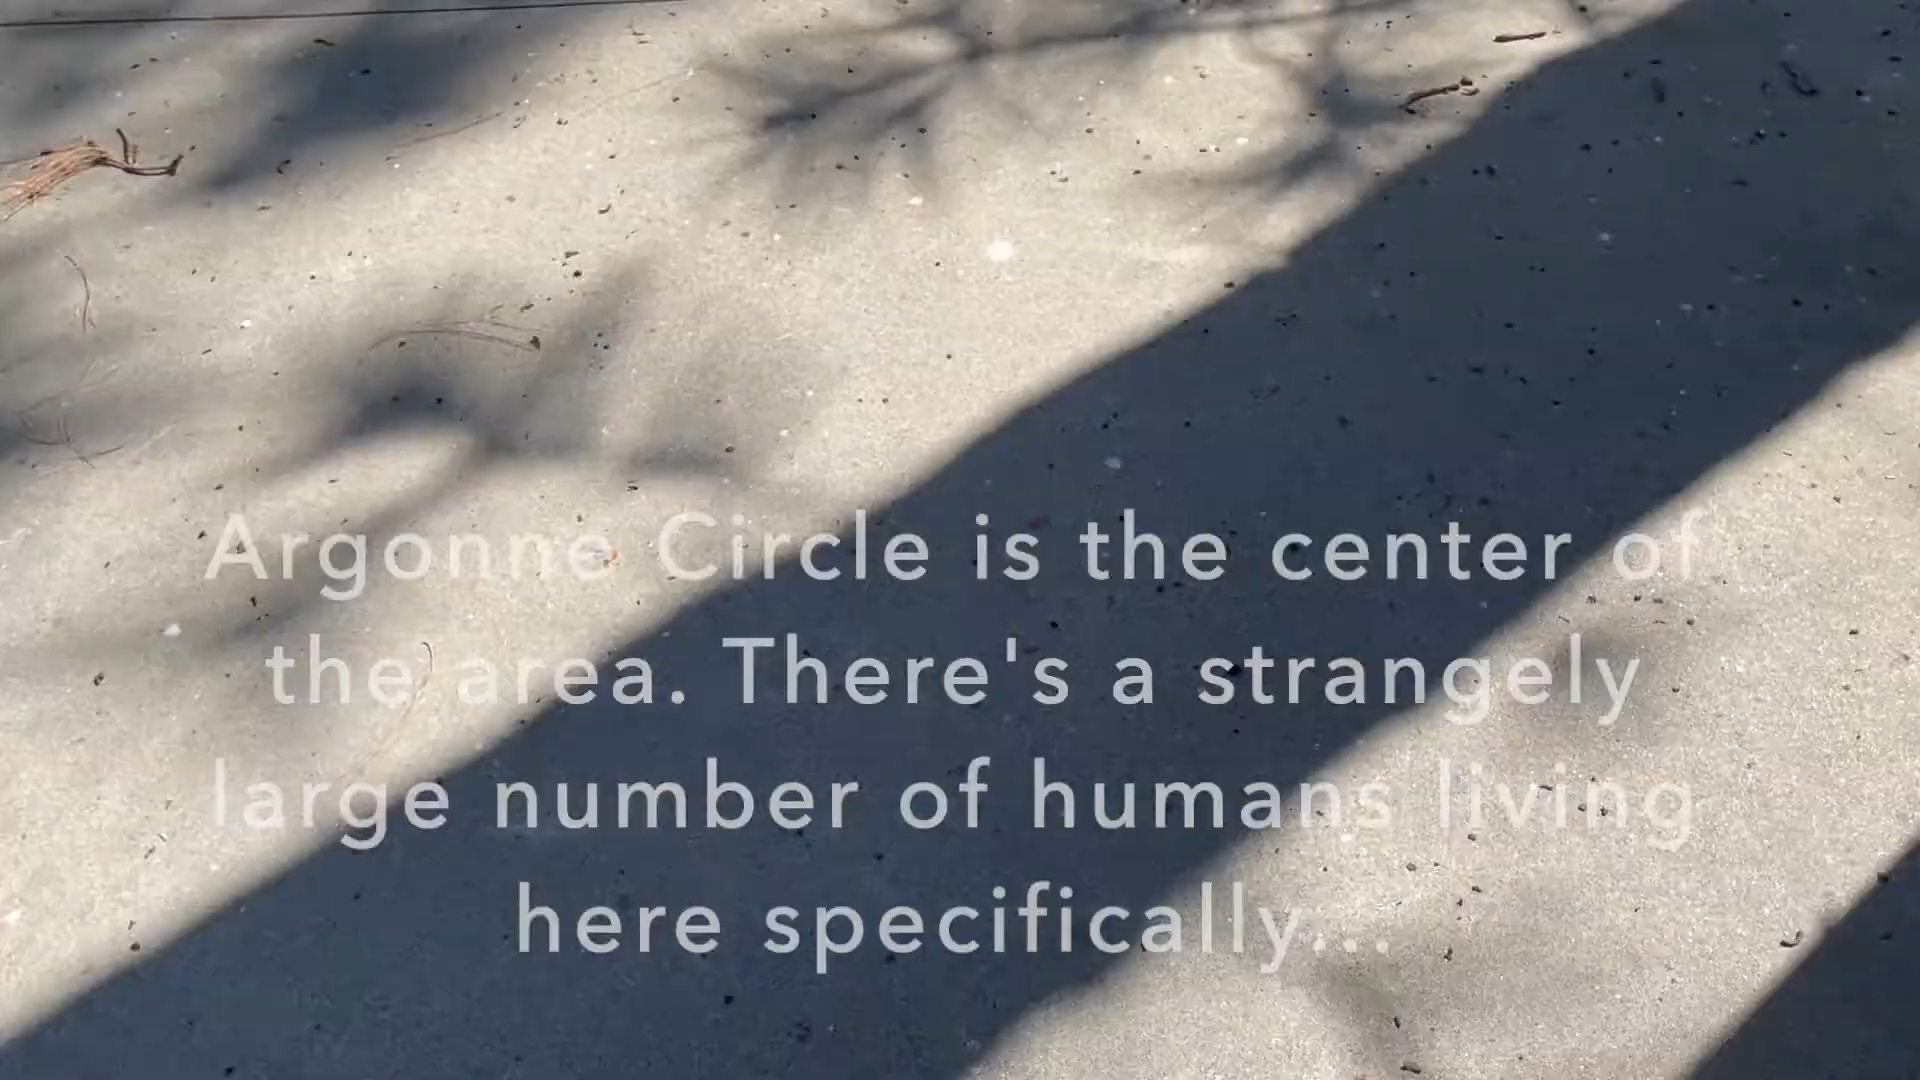 Argonne Circle is the center of
the area. There's a strangely
large number of humans living
here specifically...